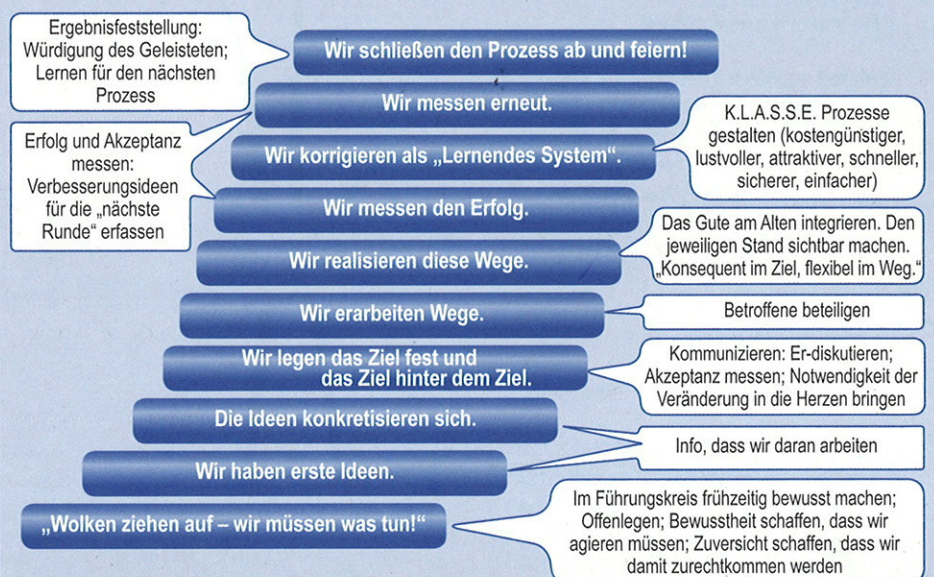 Ergebnisfeststellung:
Würdigung des Geleisteten;
Lernen für den nächsten
Prozess
Wir schließen den Prozess ab und feiern!
Wir messen erneut.
Erfolg und Akzeptanz
messen:
Verbesserungsideen
für die „nächste
Runde“ erfassen
Wir korrigieren als „Lernendes System“.
K.L.A.S.S.E. Prozesse
gestalten (kostengünstiger,
lustvoller, attraktiver, schneller,
sicherer, einfacher)
Wir messen den Erfolg.
Wir realisieren diese Wege.
Das Gute am Alten integrieren. Den
jeweiligen Stand sichtbar machen.
„Konsequent im Ziel, flexibel im Weg.“
Wir erarbeiten Wege.
Betroffene beteiligen
Wir legen das Ziel fest und
das Ziel hinter dem Ziel.
Kommunizieren: Er-diskutieren;
Akzeptanz messen; Notwendigkeit der
Veränderung in die Herzen bringen
Die Ideen konkretisieren sich.
Info, dass wir daran arbeiten
Wir haben erste Ideen.
„Wolken ziehen auf – wir müssen was tun!“
Im Führungskreis frühzeitig bewusst machen;
Offenlegen; Bewusstheit schaffen, dass wir
agieren müssen; Zuversicht schaffen, dass wir
damit zurechtkommen werden